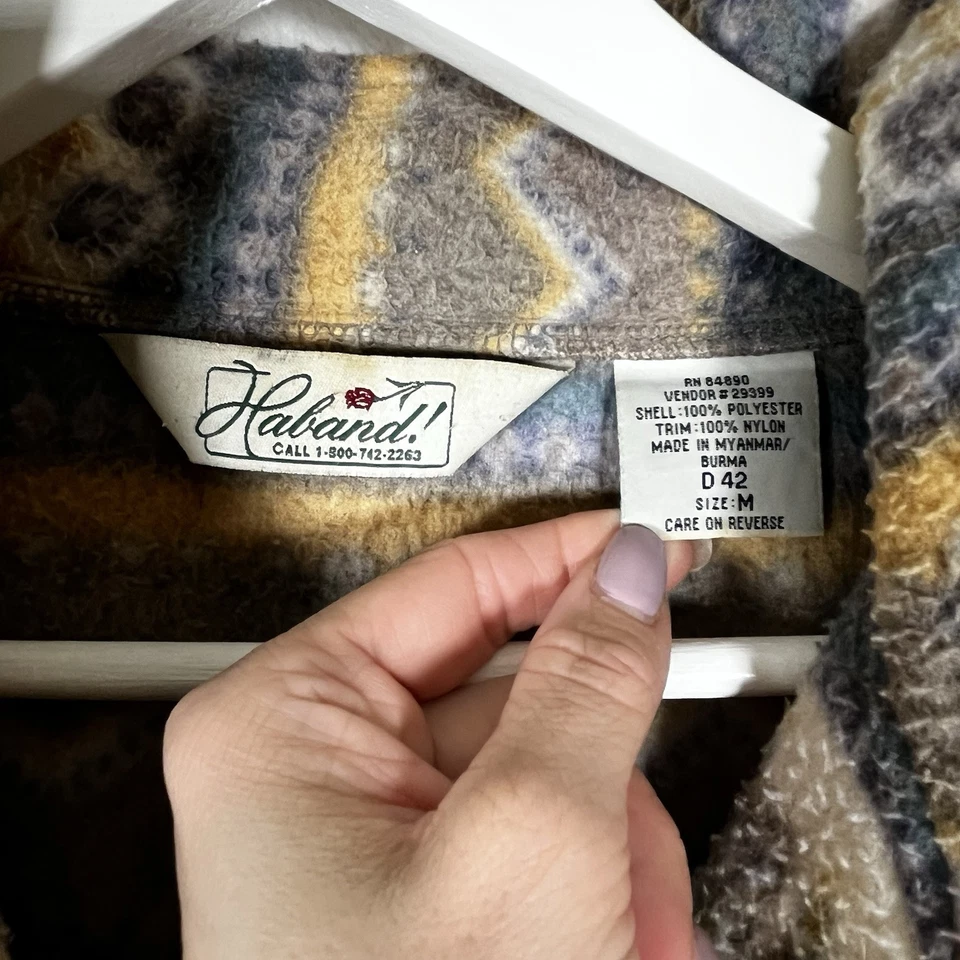 Haband!
CALL 1-800-742-2263
RN 84890
VENDOR # 29399
SHELL:100% POLYESTER
TRIM:100% NYLON
MADE IN MYANMAR/
BURMA
D 42
SIZE:M
CARE ON REVERSE